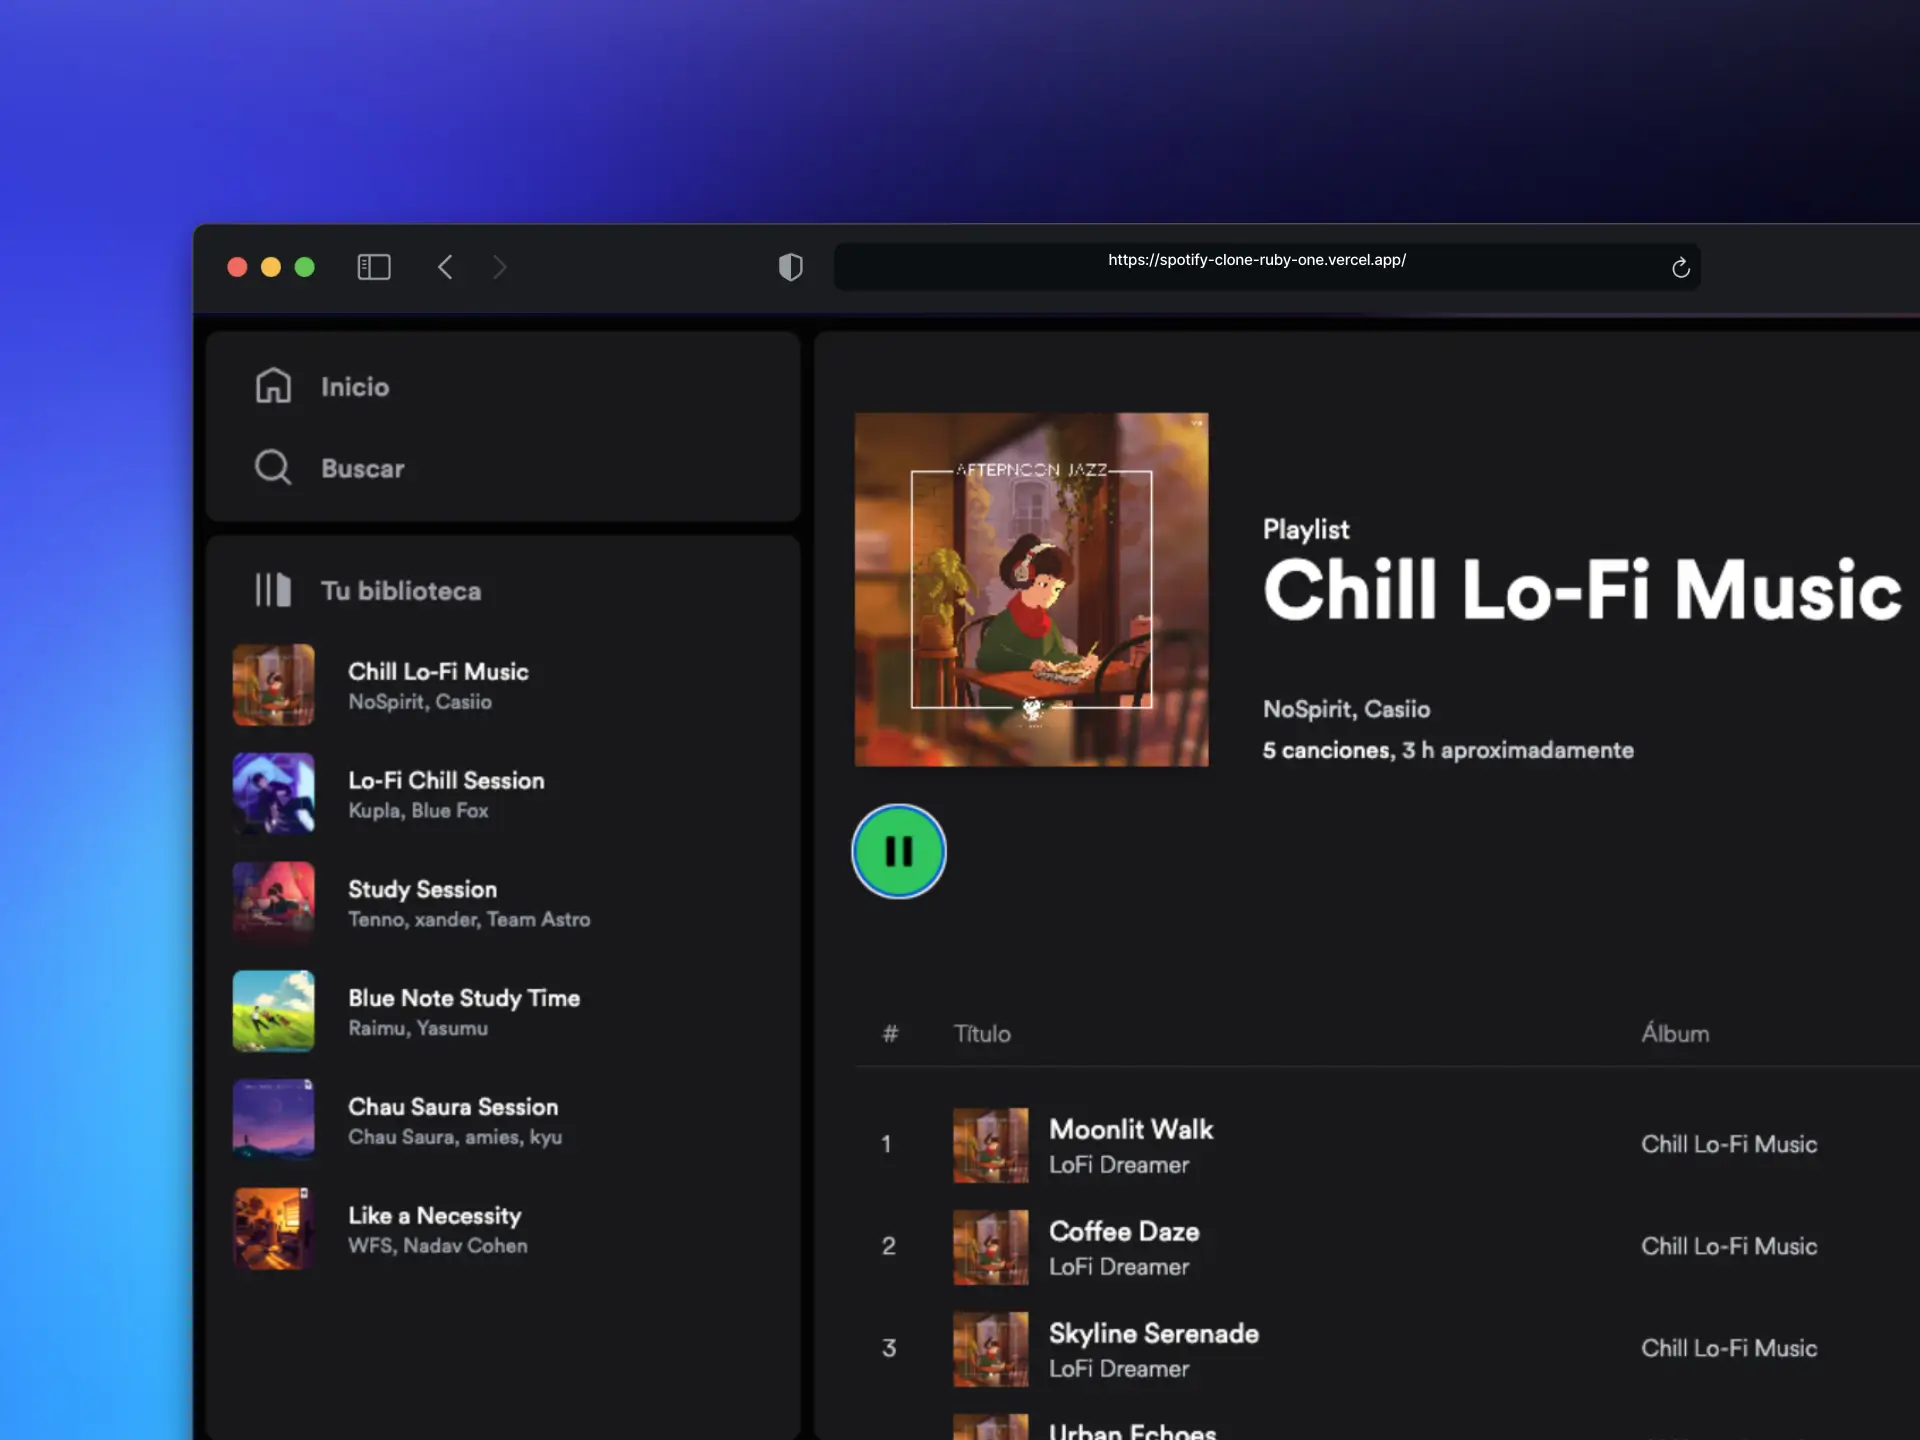 https://spotify-clone-ruby-one.vercel.app/
Inicio
Buscar
Tu biblioteca
Chill Lo-Fi Music
NoSpirit, Casiio
Lo-Fi Chill Session
Kupla, Blue Fox
Study Session
Tenno, xander, Team Astro
Blue Note Study Time
Raimu, Yasumu
Chau Saura Session
Chau Saura, amies, kyu
Like a Necessity
WFS, Nadav Cohen
AFTERNOON JAZZ
Playlist
Chill Lo-Fi Music
NoSpirit, Casiio
5 canciones, 3 h aproximadamente
# Título Álbum
1 Moonlit Walk Chill Lo-Fi Music
LoFi Dreamer
2 Coffee Daze Chill Lo-Fi Music
LoFi Dreamer
3 Skyline Serenade Chill Lo-Fi Music
LoFi Dreamer
Urban Echoes